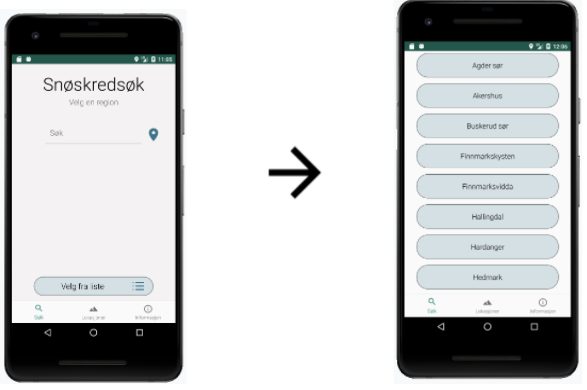 11:05
Snøskredsøk
Velg en region
Søk
Velg fra liste
Søk
Informasjon
12:06
Agder sør
Akershus
Buskerud sør
Finnmarkskysten
Finnmarksvidda
Hallingdal
Hardanger
Hedmark
Søk Lokasjoner Informasjon